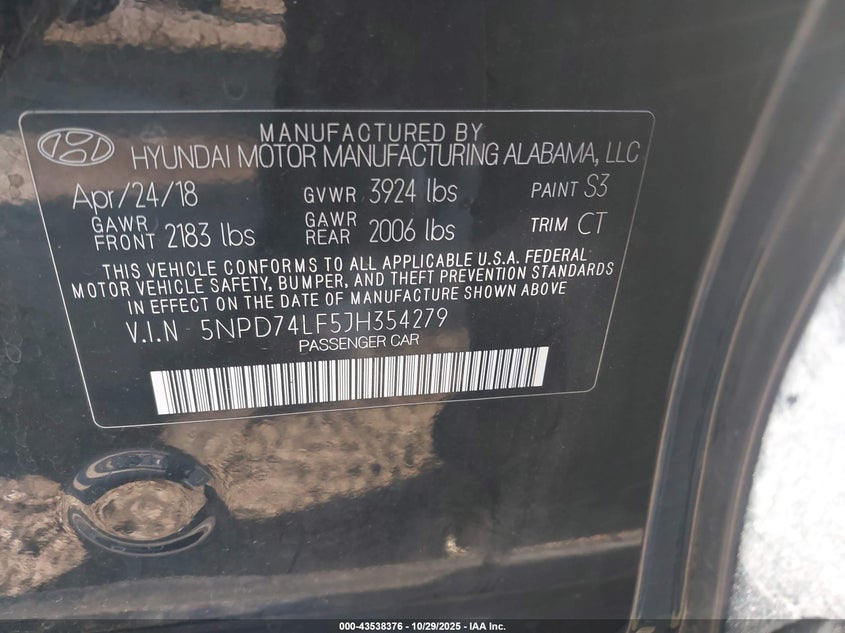 MANUFACTURED BY
HYUNDAI MOTOR MANUFACTURING ALABAMA, LLC
Apr/24/18 GVWR 3924 lbs PAINT S3
GAWR FRONT 2183 lbs GAWR REAR 2006 lbs TRIM CT
THIS VEHICLE CONFORMS TO ALL APPLICABLE U.S.A. FEDERAL
MOTOR VEHICLE SAFETY, BUMPER, AND THEFT PREVENTION STANDARDS
IN EFFECT ON THE DATE OF MANUFACTURE SHOWN ABOVE
V.I.N 5NPD74LF5JH354279
PASSENGER CAR
000-43538376 - 10/29/2025 - IAA Inc.